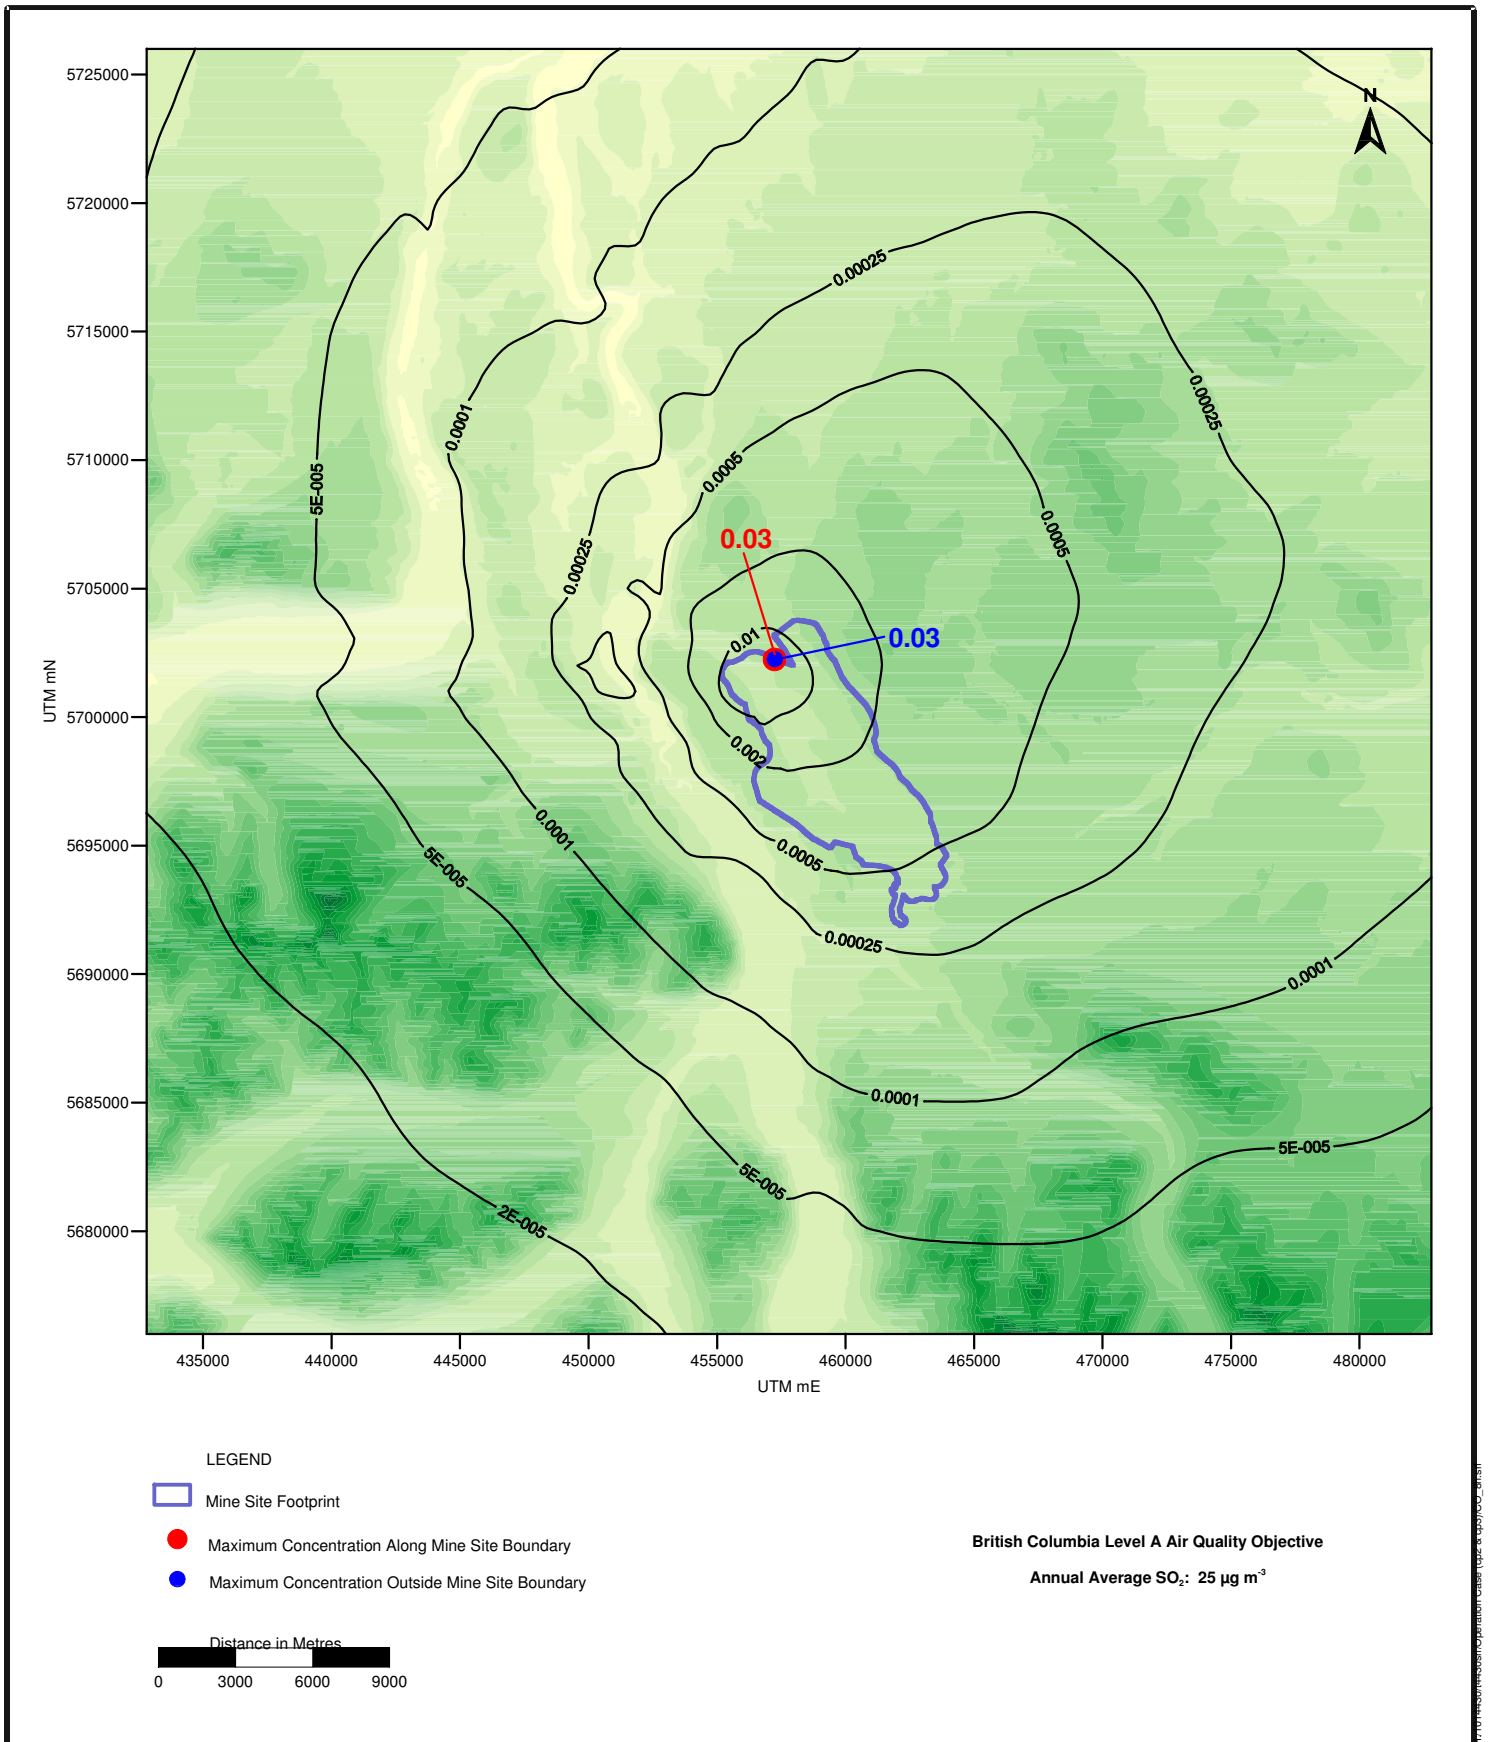 5725000
N
5720000
0.00025
5715000
0.00025
0.0001
5710000
5E-005
0.0005
0.0005
0.03
0.00025
5705000
0.01
0.03
UTM mN
5700000
0.002
0.0001
5695000
5E-005
0.0005
0.00025
5690000
0.0001
0.0001
5685000
5E-005
5E-005
2E-005
5680000
435000 440000 445000 450000 455000 460000 465000 470000 475000 480000
UTM mE
LEGEND
Mine Site Footprint
Maximum Concentration Along Mine Site Boundary
Maximum Concentration Outside Mine Site Boundary
British Columbia Level A Air Quality Objective
Annual Average SO₂: 25 µg m⁻³
Distance in Metres
0 3000 6000 9000